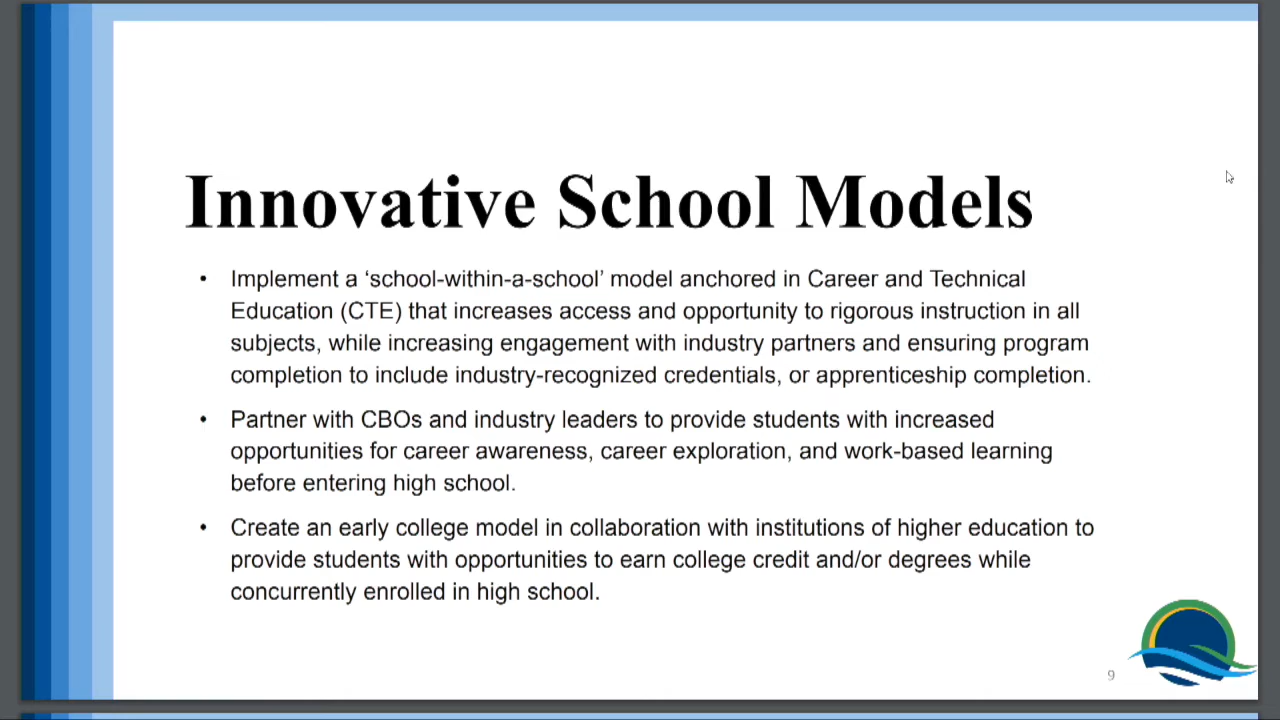 Innovative School Models
• Implement a ‘school-within-a-school’ model anchored in Career and Technical
Education (CTE) that increases access and opportunity to rigorous instruction in all
subjects, while increasing engagement with industry partners and ensuring program
completion to include industry-recognized credentials, or apprenticeship completion.
• Partner with CBOs and industry leaders to provide students with increased
opportunities for career awareness, career exploration, and work-based learning
before entering high school.
• Create an early college model in collaboration with institutions of higher education to
provide students with opportunities to earn college credit and/or degrees while
concurrently enrolled in high school.
9